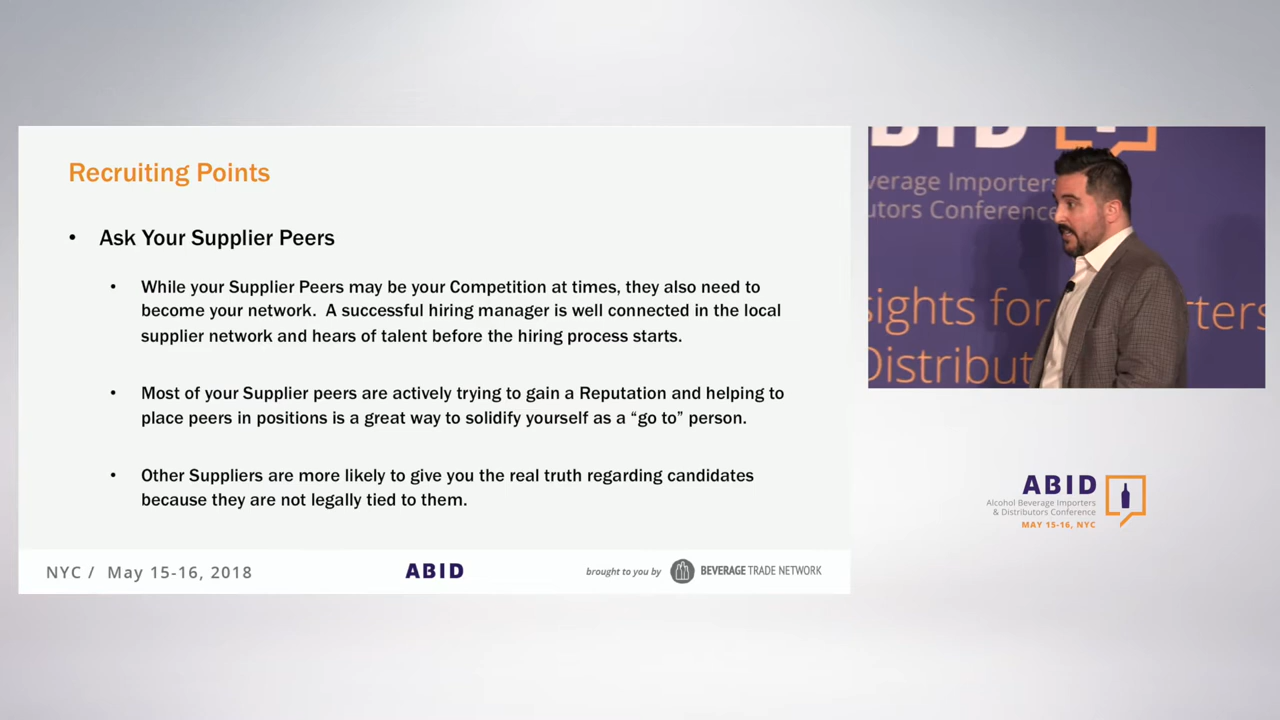 Recruiting Points
• Ask Your Supplier Peers
• While your Supplier Peers may be your Competition at times, they also need to
become your network. A successful hiring manager is well connected in the local
supplier network and hears of talent before the hiring process starts.
• Most of your Supplier peers are actively trying to gain a Reputation and helping to
place peers in positions is a great way to solidify yourself as a “go to” person.
• Other Suppliers are more likely to give you the real truth regarding candidates
because they are not legally tied to them.
NYC / May 15-16, 2018
ABID
brought to you by
BEVERAGE TRADE NETWORK
ABID
verage Importers
utors Conference
sights for
rters
Distribut
ABID
Alcohol Beverage Importers
& Distributors Conference
MAY 15-16, NYC